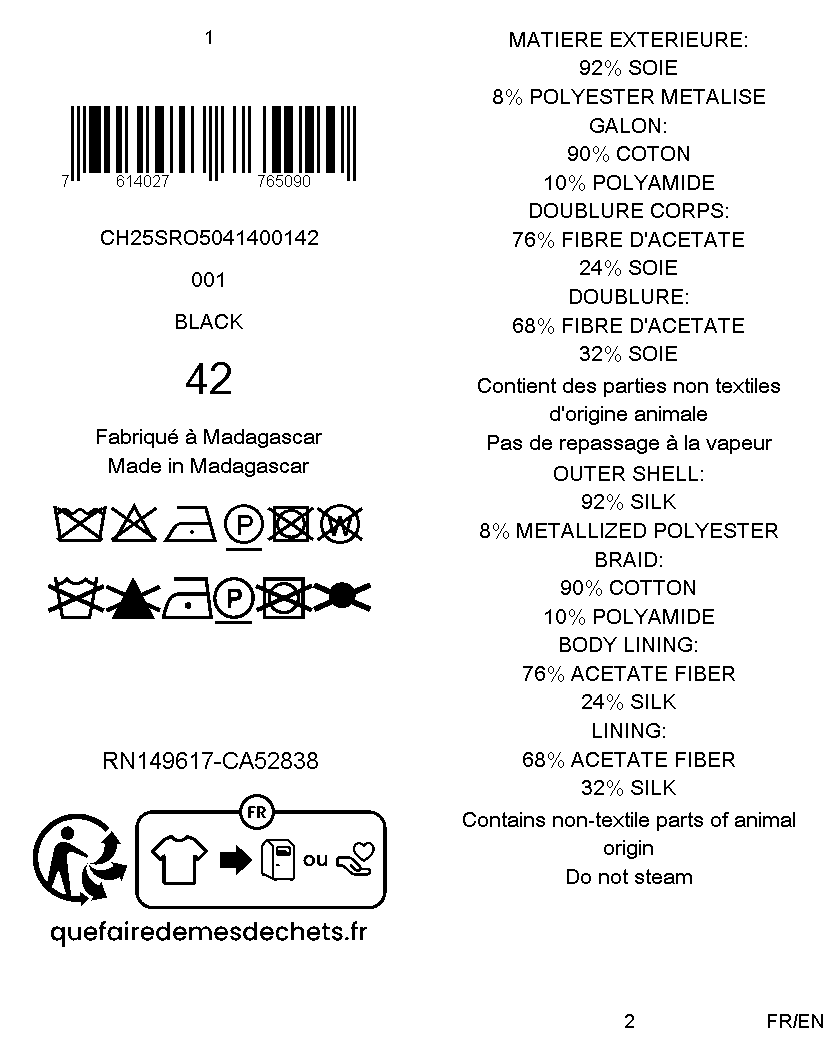 1
7 614027 765090
CH25SRO5041400142
001
BLACK
42
Fabriqué à Madagascar
Made in Madagascar
P W
P
RN149617-CA52838
FR
ou
quefairedemesdechets.fr
MATIERE EXTERIEURE:
92% SOIE
8% POLYESTER METALISE
GALON:
90% COTON
10% POLYAMIDE
DOUBLURE CORPS:
76% FIBRE D'ACETATE
24% SOIE
DOUBLURE:
68% FIBRE D'ACETATE
32% SOIE
Contient des parties non textiles
d'origine animale
Pas de repassage à la vapeur
OUTER SHELL:
92% SILK
8% METALLIZED POLYESTER
BRAID:
90% COTTON
10% POLYAMIDE
BODY LINING:
76% ACETATE FIBER
24% SILK
LINING:
68% ACETATE FIBER
32% SILK
Contains non-textile parts of animal
origin
Do not steam
2
FR/EN